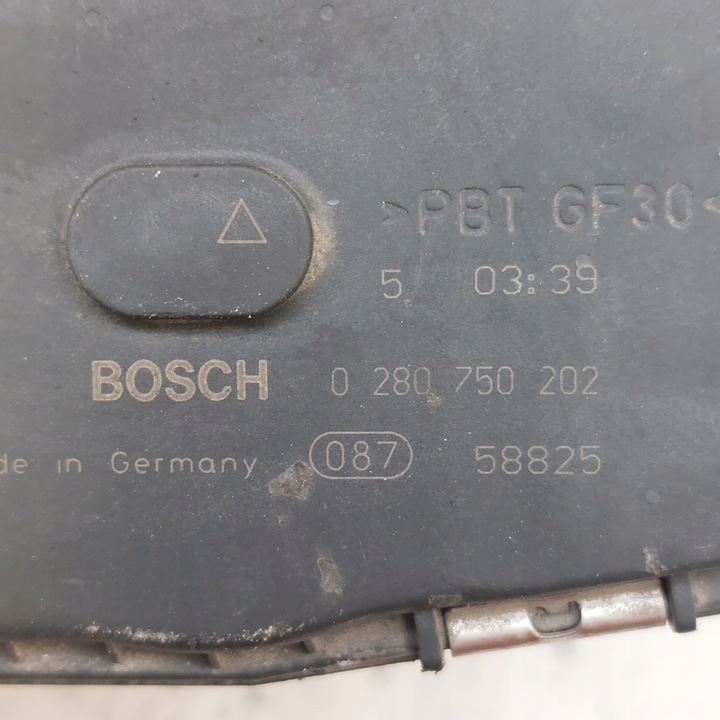 >PBT GF30<
5 03:39
BOSCH 0 280 750 202
de in Germany 087 58825